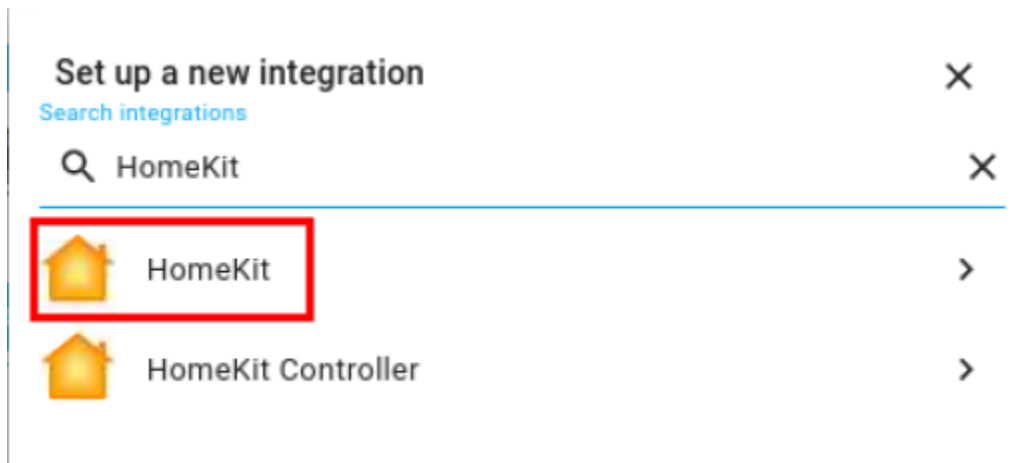 Set up a new integration
Search integrations
HomeKit
HomeKit
HomeKit Controller